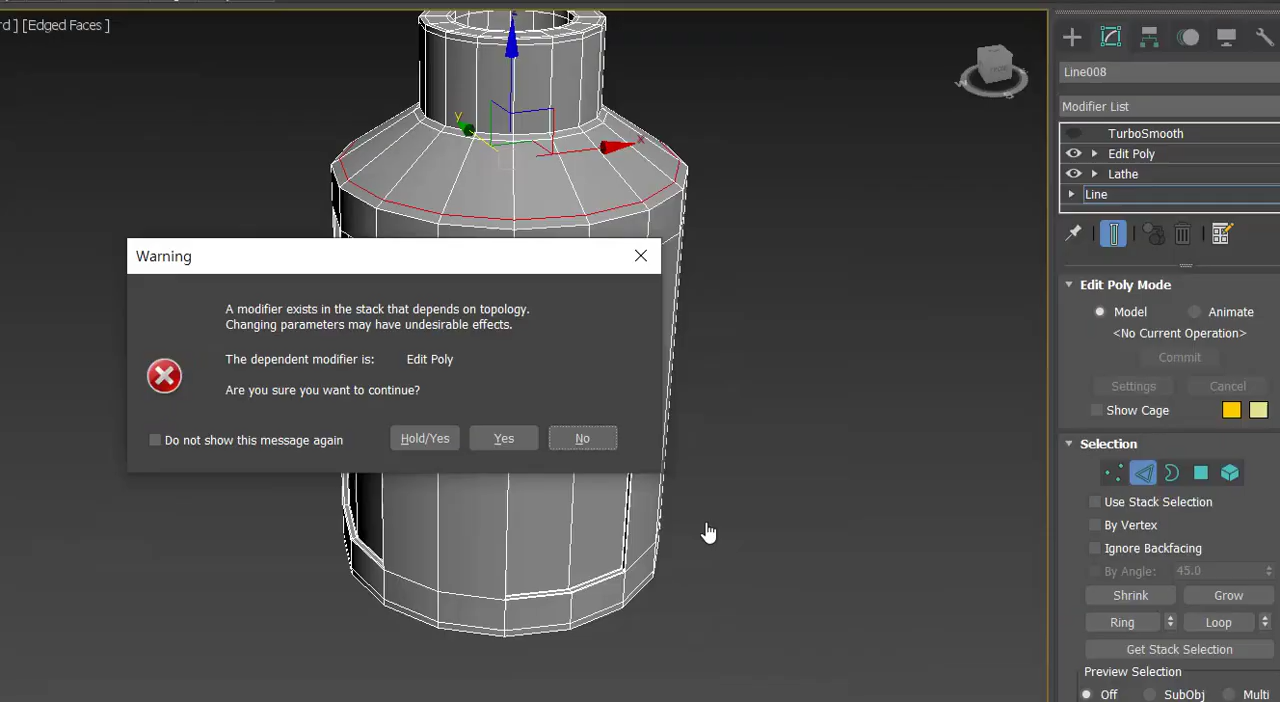 rd ] [Edged Faces ]
Line008
Modifier List
TurboSmooth
Edit Poly
Lathe
Line
Warning
A modifier exists in the stack that depends on topology.
Changing parameters may have undesirable effects.
The dependent modifier is: Edit Poly
Are you sure you want to continue?
Do not show this message again
Hold/Yes
Yes
No
y
x
Edit Poly Mode
Model
Animate
<No Current Operation>
Commit
Settings
Cancel
Show Cage
Selection
Use Stack Selection
By Vertex
Ignore Backfacing
By Angle: 45.0
Shrink
Grow
Ring
Loop
Get Stack Selection
Preview Selection
Off
SubObj
Multi